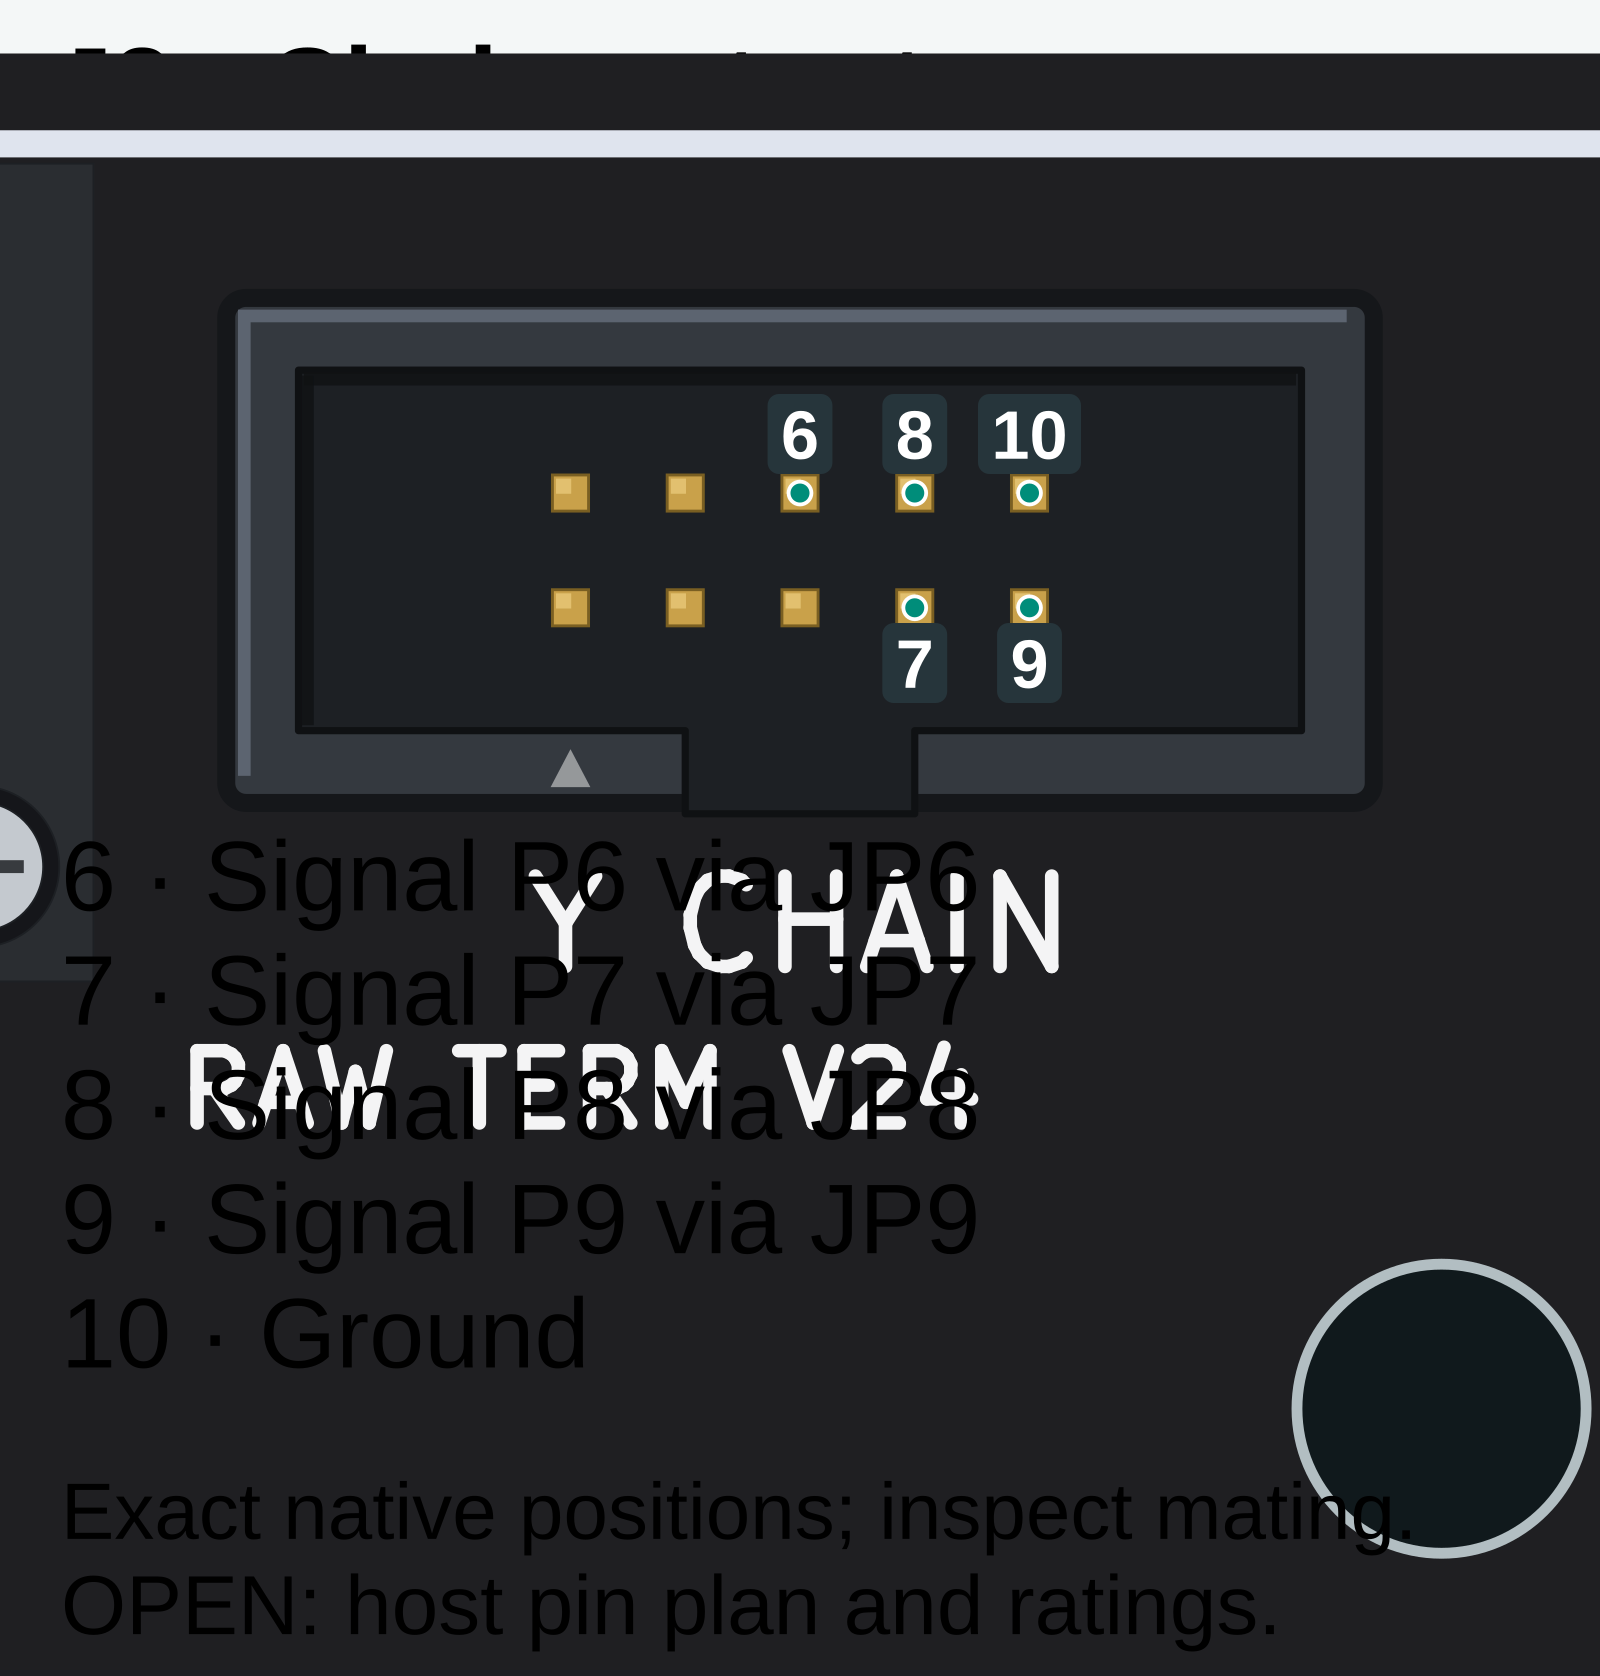 6 8 10
7 9
6 · Signal P6 via JP6
Y CHAIN
7 · Signal P7 via JP7
RAW TERM V24
8 · Signal P8 via JP8
9 · Signal P9 via JP9
10 · Ground
Exact native positions; inspect mating.
OPEN: host pin plan and ratings.